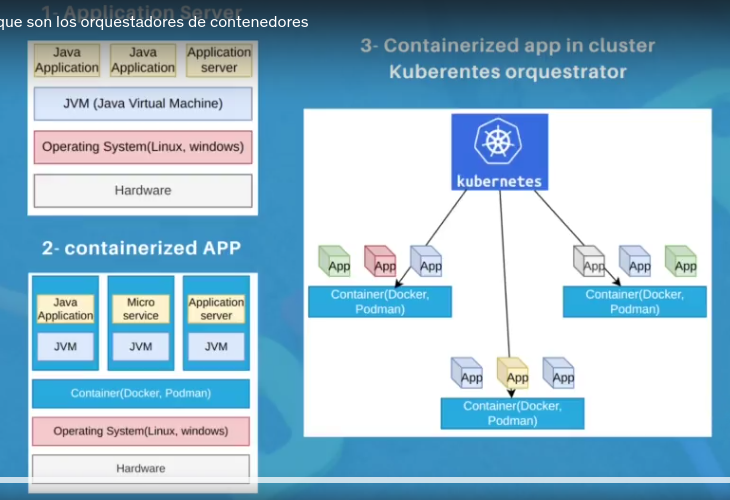 1- Application Server
que son los orquestadores de contenedores
Java
Application
Java
Application
Application
server
JVM (Java Virtual Machine)
Operating System(Linux, windows)
Hardware
2- containerized APP
Java
Application
JVM
Micro
service
JVM
Application
server
JVM
Container(Docker, Podman)
Operating System(Linux, windows)
Hardware
3- Containerized app in cluster
Kuberentes orquestrator
kubernetes
App
App
App
Container(Docker,
Podman)
App
App
App
Container(Docker,
Podman)
App
App
App
Container(Docker,
Podman)